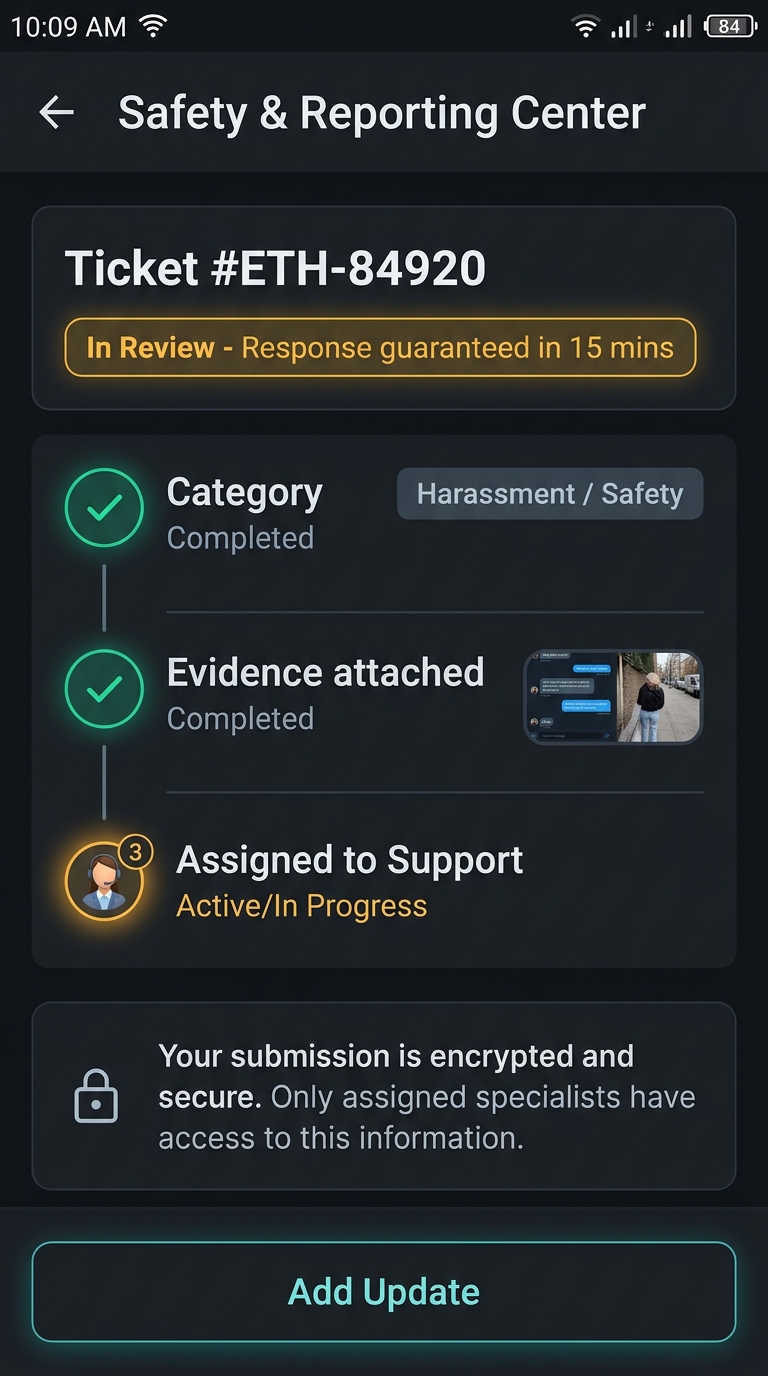 10:09 AM
84
Safety & Reporting Center
Ticket #ETH-84920
In Review - Response guaranteed in 15 mins
Category
Harassment / Safety
Completed
Evidence attached
Completed
3
Assigned to Support
Active/In Progress
Your submission is encrypted and
secure. Only assigned specialists have
access to this information.
Add Update